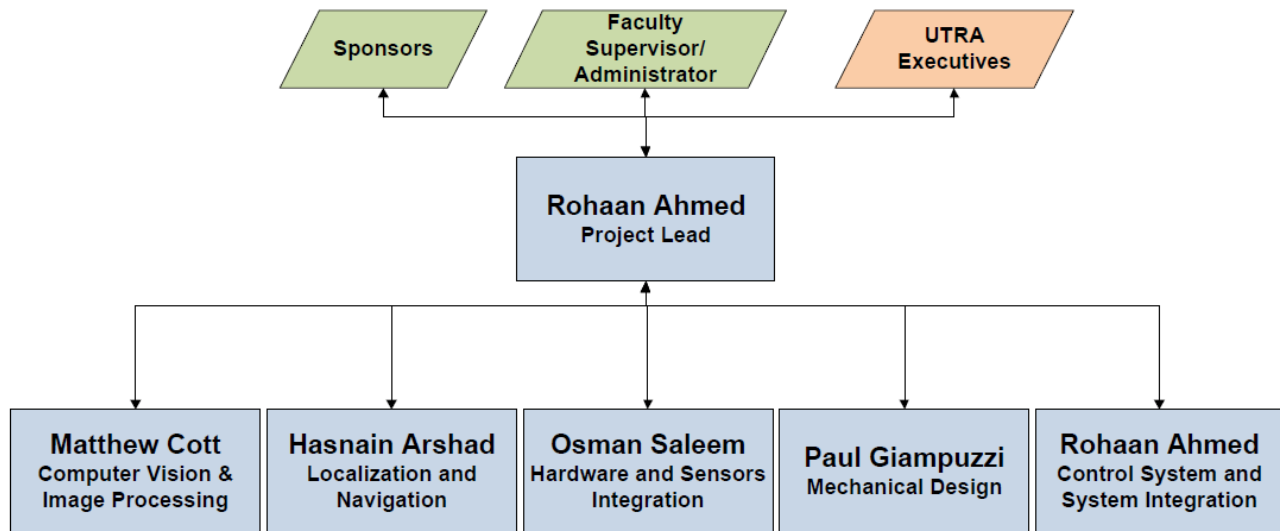 Sponsors
Faculty
Supervisor/
Administrator
UTRA
Executives
Rohaan Ahmed
Project Lead
Matthew Cott
Computer Vision &
Image Processing
Hasnain Arshad
Localization and
Navigation
Osman Saleem
Hardware and Sensors
Integration
Paul Giampuzzi
Mechanical Design
Rohaan Ahmed
Control System and
System Integration